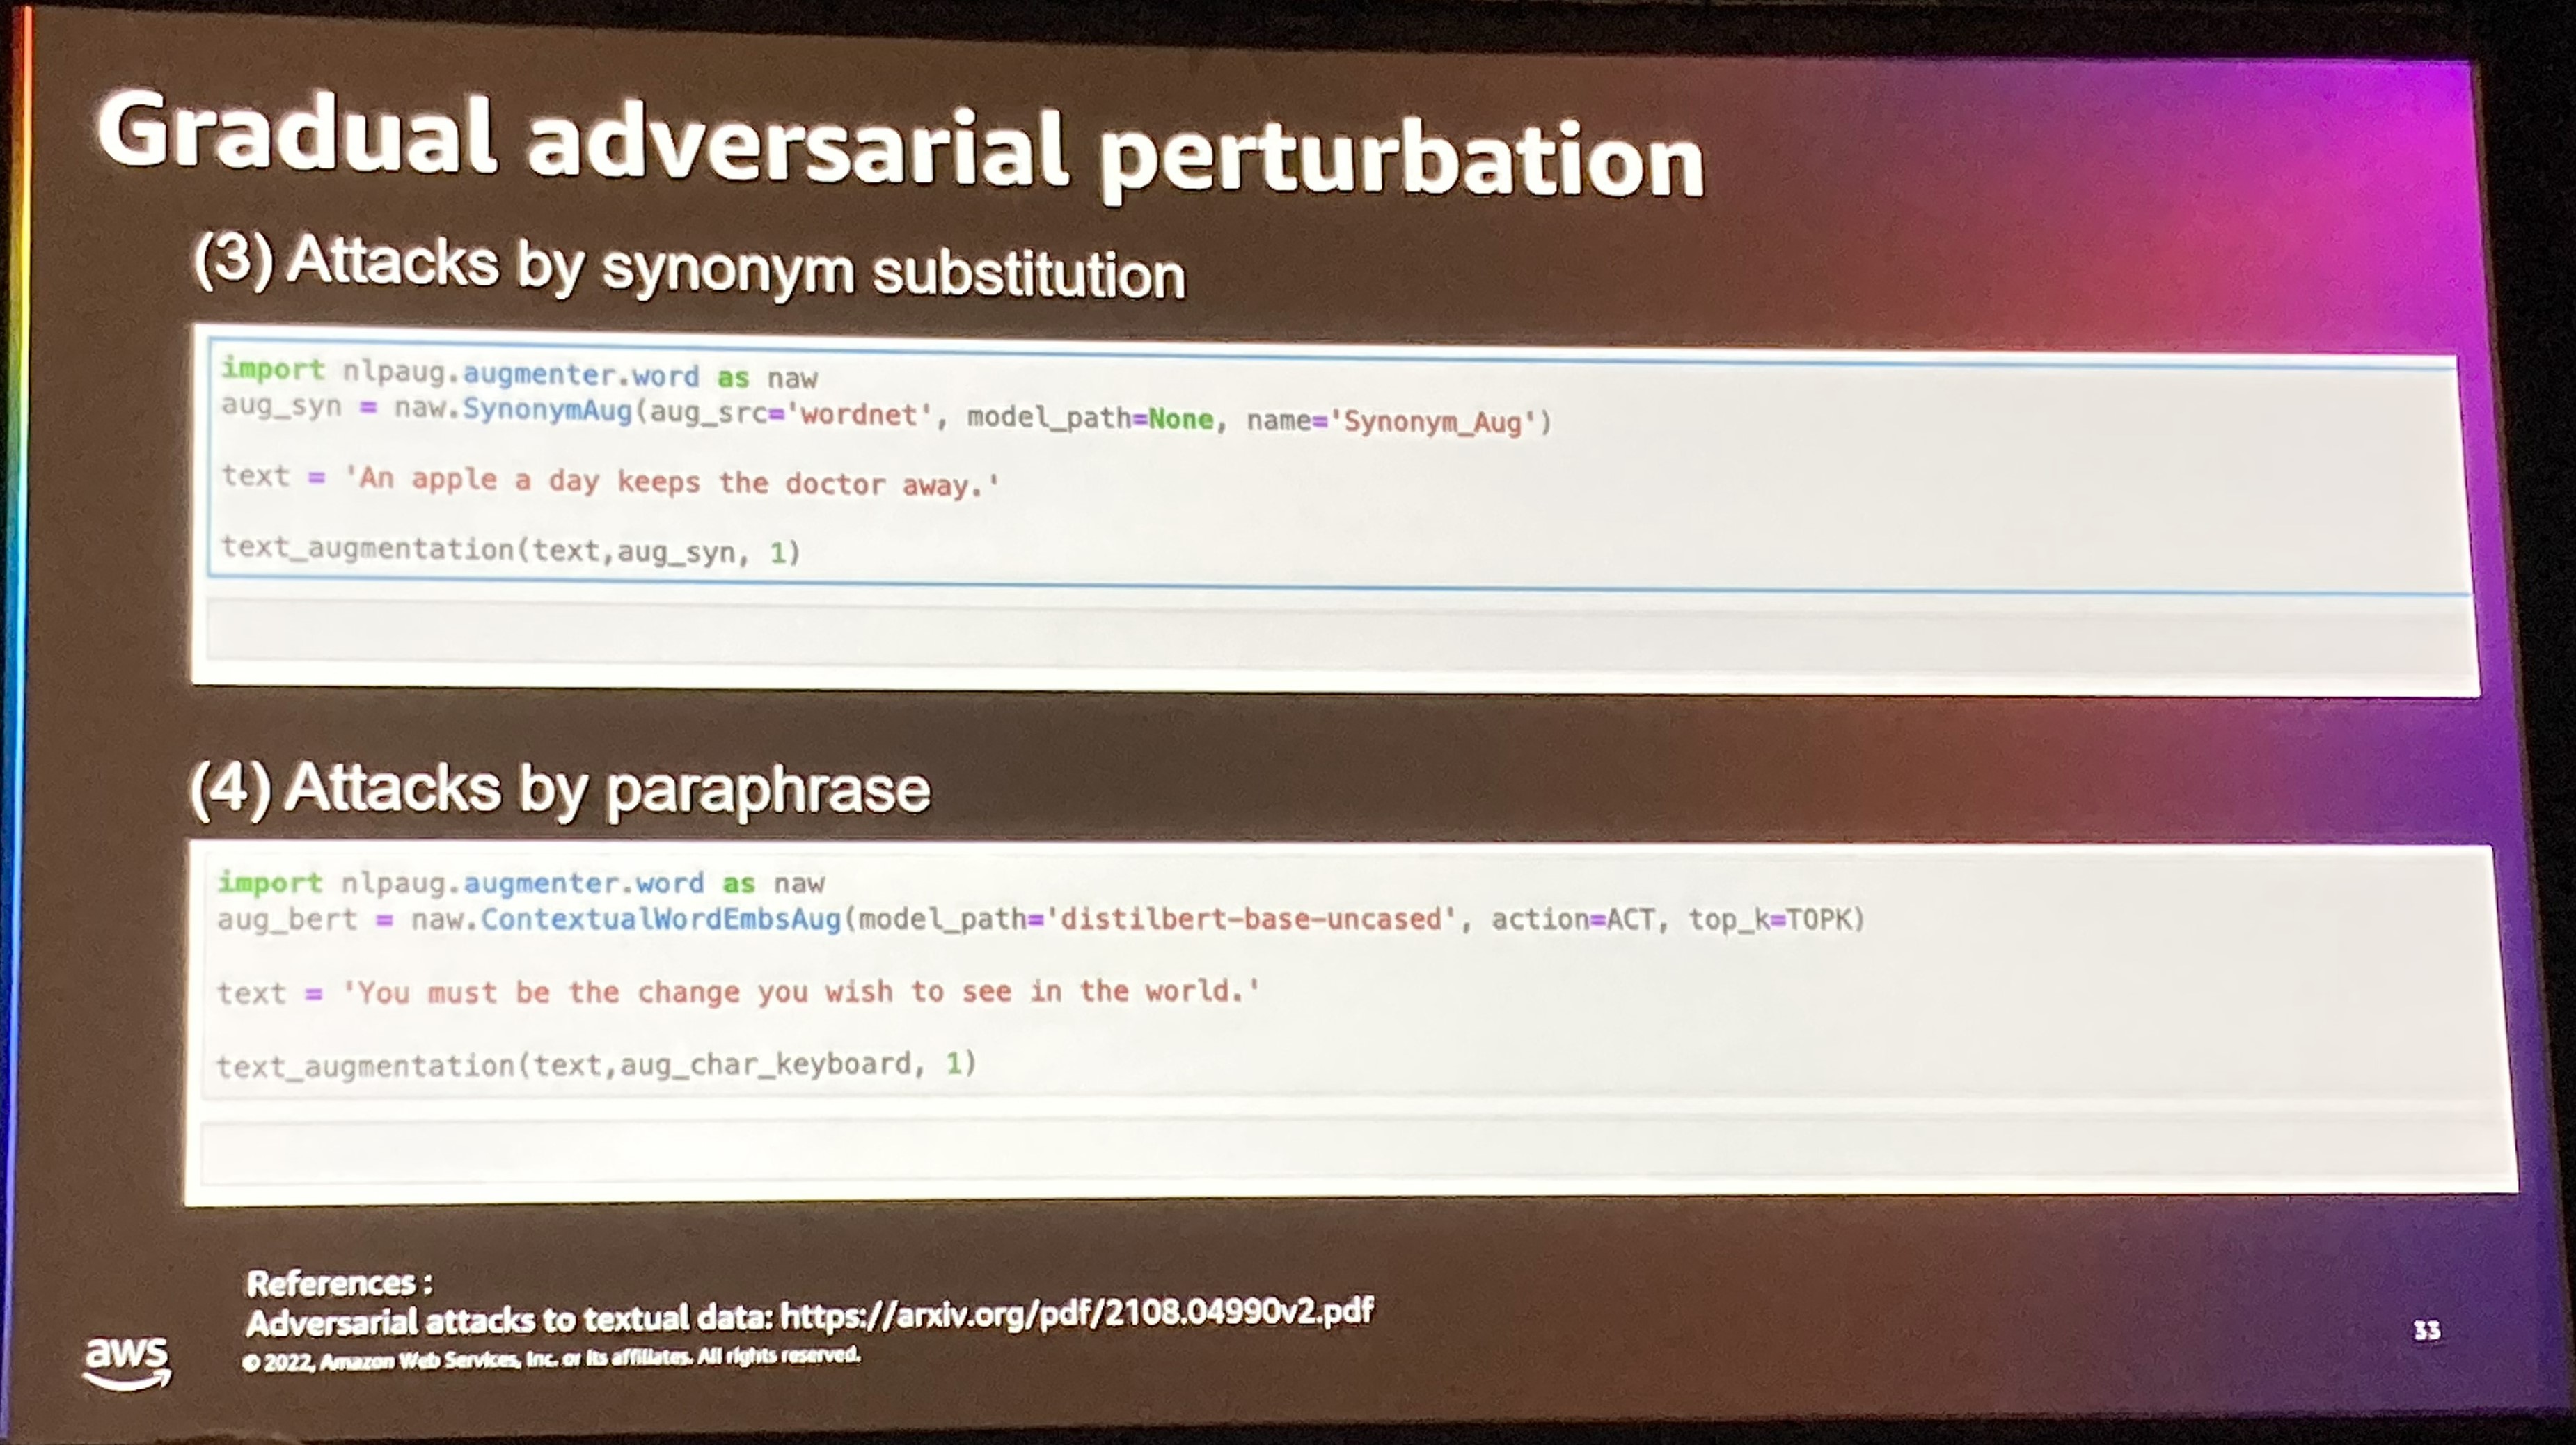 Gradual adversarial perturbation
(3) Attacks by synonym substitution
import nlpaug.augmenter.word as naw
aug_syn = naw.SynonymAug(aug_src='wordnet', model_path=None, name='Synonym_Aug')
text = 'An apple a day keeps the doctor away.'
text_augmentation(text,aug_syn, 1)
(4) Attacks by paraphrase
import nlpaug.augmenter.word as naw
aug_bert = naw.ContextualWordEmbsAug(model_path='distilbert-base-uncased', action=ACT, top_k=TOPK)
text = 'You must be the change you wish to see in the world.'
text_augmentation(text,aug_char_keyboard, 1)
References :
Adversarial attacks to textual data: https://arxiv.org/pdf/2108.04990v2.pdf
aws
© 2022, Amazon Web Services, Inc. or its affiliates. All rights reserved.
33